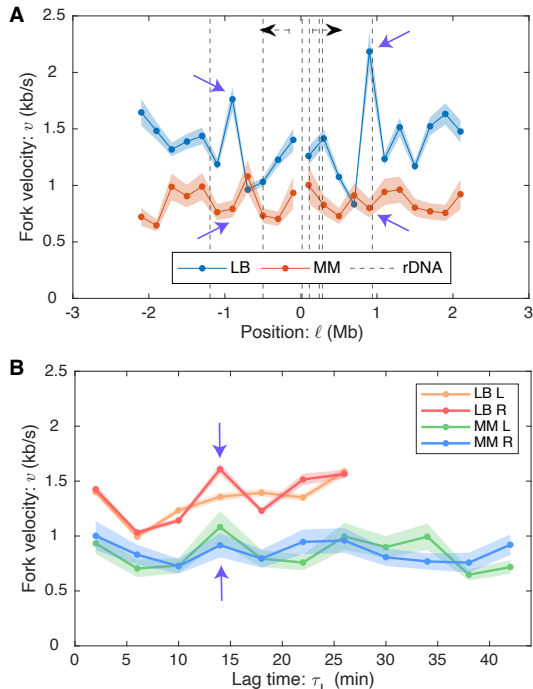 A
Fork velocity: v (kb/s)
2.5
2
1.5
1
0.5
0
LB
MM
rDNA
-3
-2
-1
0
1
2
3
Position: ℓ (Mb)
B
Fork velocity: v (kb/s)
2.5
2
1.5
1
0.5
0
LB L
LB R
MM L
MM R
0
5
10
15
20
25
30
35
40
Lag time: τL (min)